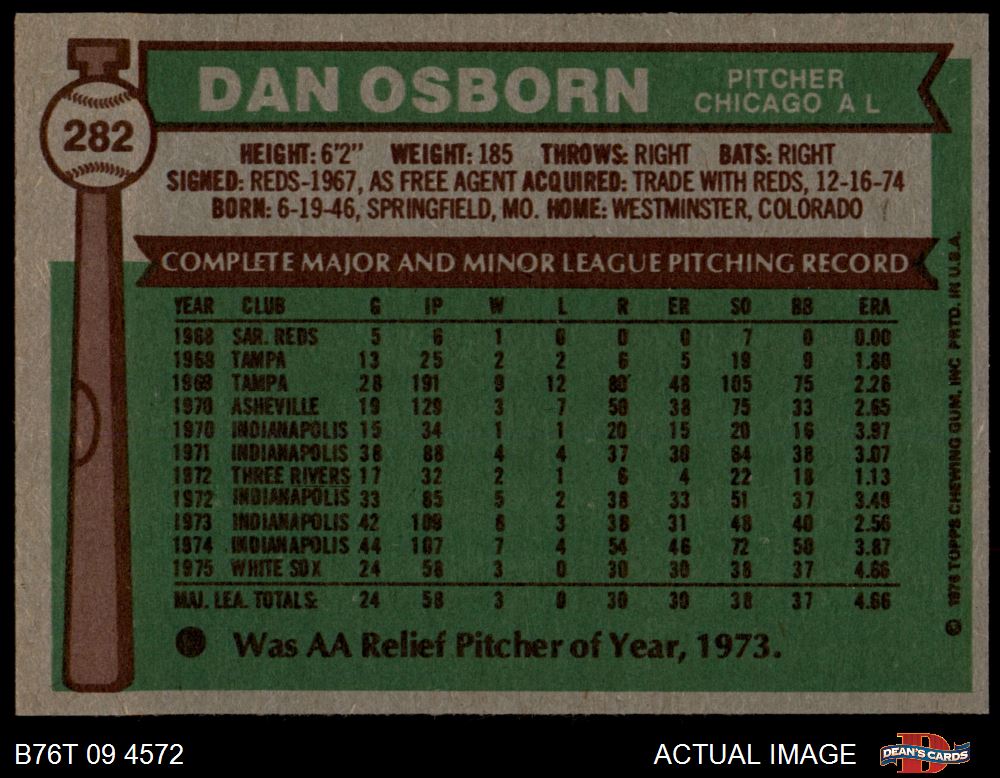 DAN OSBORN
PITCHER
CHICAGO A L
282
HEIGHT: 6'2" WEIGHT: 185 THROWS: RIGHT BATS: RIGHT
SIGNED: REDS-1967, AS FREE AGENT ACQUIRED: TRADE WITH REDS, 12-16-74
BORN: 6-19-46, SPRINGFIELD, MO. HOME: WESTMINSTER, COLORADO
COMPLETE MAJOR AND MINOR LEAGUE PITCHING RECORD
YEAR CLUB G IP W L R ER SO BB ERA
1968 SAR. REDS 5 6 1 0 0 0 7 0 0.00
1968 TAMPA 13 25 2 2 6 5 19 9 1.80
1969 TAMPA 28 191 9 12 80 48 105 75 2.26
1970 ASHEVILLE 19 129 3 7 50 38 75 33 2.65
1970 INDIANAPOLIS 15 34 1 1 20 15 20 16 3.97
1971 INDIANAPOLIS 38 88 4 4 37 30 64 38 3.07
1972 THREE RIVERS 17 32 2 1 6 4 22 18 1.13
1972 INDIANAPOLIS 33 85 5 2 38 33 51 37 3.49
1973 INDIANAPOLIS 42 109 8 3 38 31 48 40 2.56
1974 INDIANAPOLIS 44 107 7 4 54 46 72 50 3.87
1975 WHITE SOX 24 58 3 0 30 30 38 37 4.66
MAJ. LEA. TOTALS: 24 58 3 0 30 30 38 37 4.66
Was AA Relief Pitcher of Year, 1973.
© 1976 TOPPS CHEWING GUM, INC PRTD. IN U.S.A.
B76T 09 4572
ACTUAL IMAGE
DEAN'S CARDS